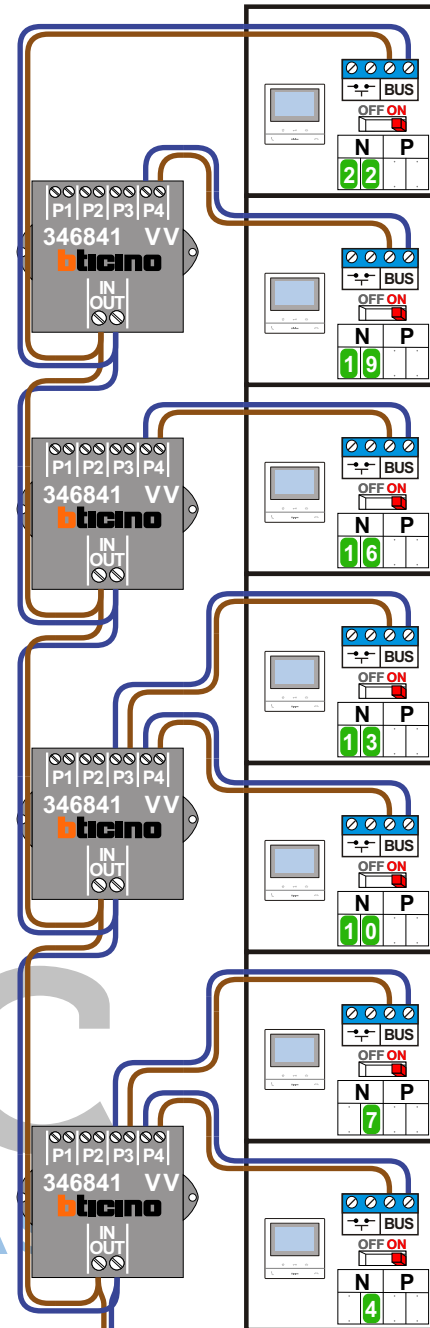 BUS
OFF ON
N P
2 2
P1 P2 P3 P4
346841 VV
bticino
IN
OUT
BUS
OFF ON
N P
1 9
P1 P2 P3 P4
346841 VV
bticino
IN
OUT
BUS
OFF ON
N P
1 6
BUS
OFF ON
N P
1 3
P1 P2 P3 P4
346841 VV
bticino
IN
OUT
BUS
OFF ON
N P
1 0
BUS
OFF ON
N P
7
C
P1 P2 P3 P4
346841 VV
bticino
IN
OUT
BUS
OFF ON
N P
4